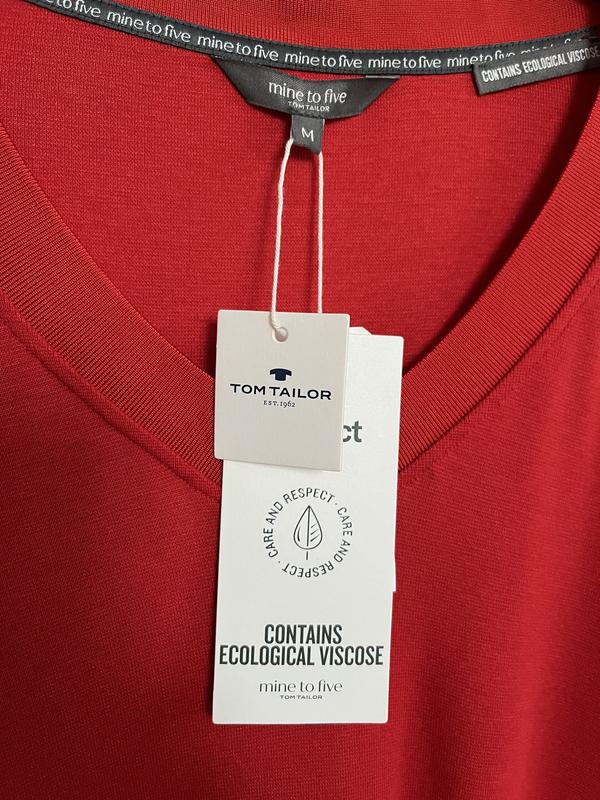 to five mine to five mine to five mine to five mine to five mine to five
CONTAINS ECOLOGICAL VISCOSE
mine to five
TOM TAILOR
M
TOM TAILOR
EST. 1962
ct
CARE AND RESPECT · CARE AND RESPECT ·
CONTAINS
ECOLOGICAL VISCOSE
mine to five
TOM TAILOR